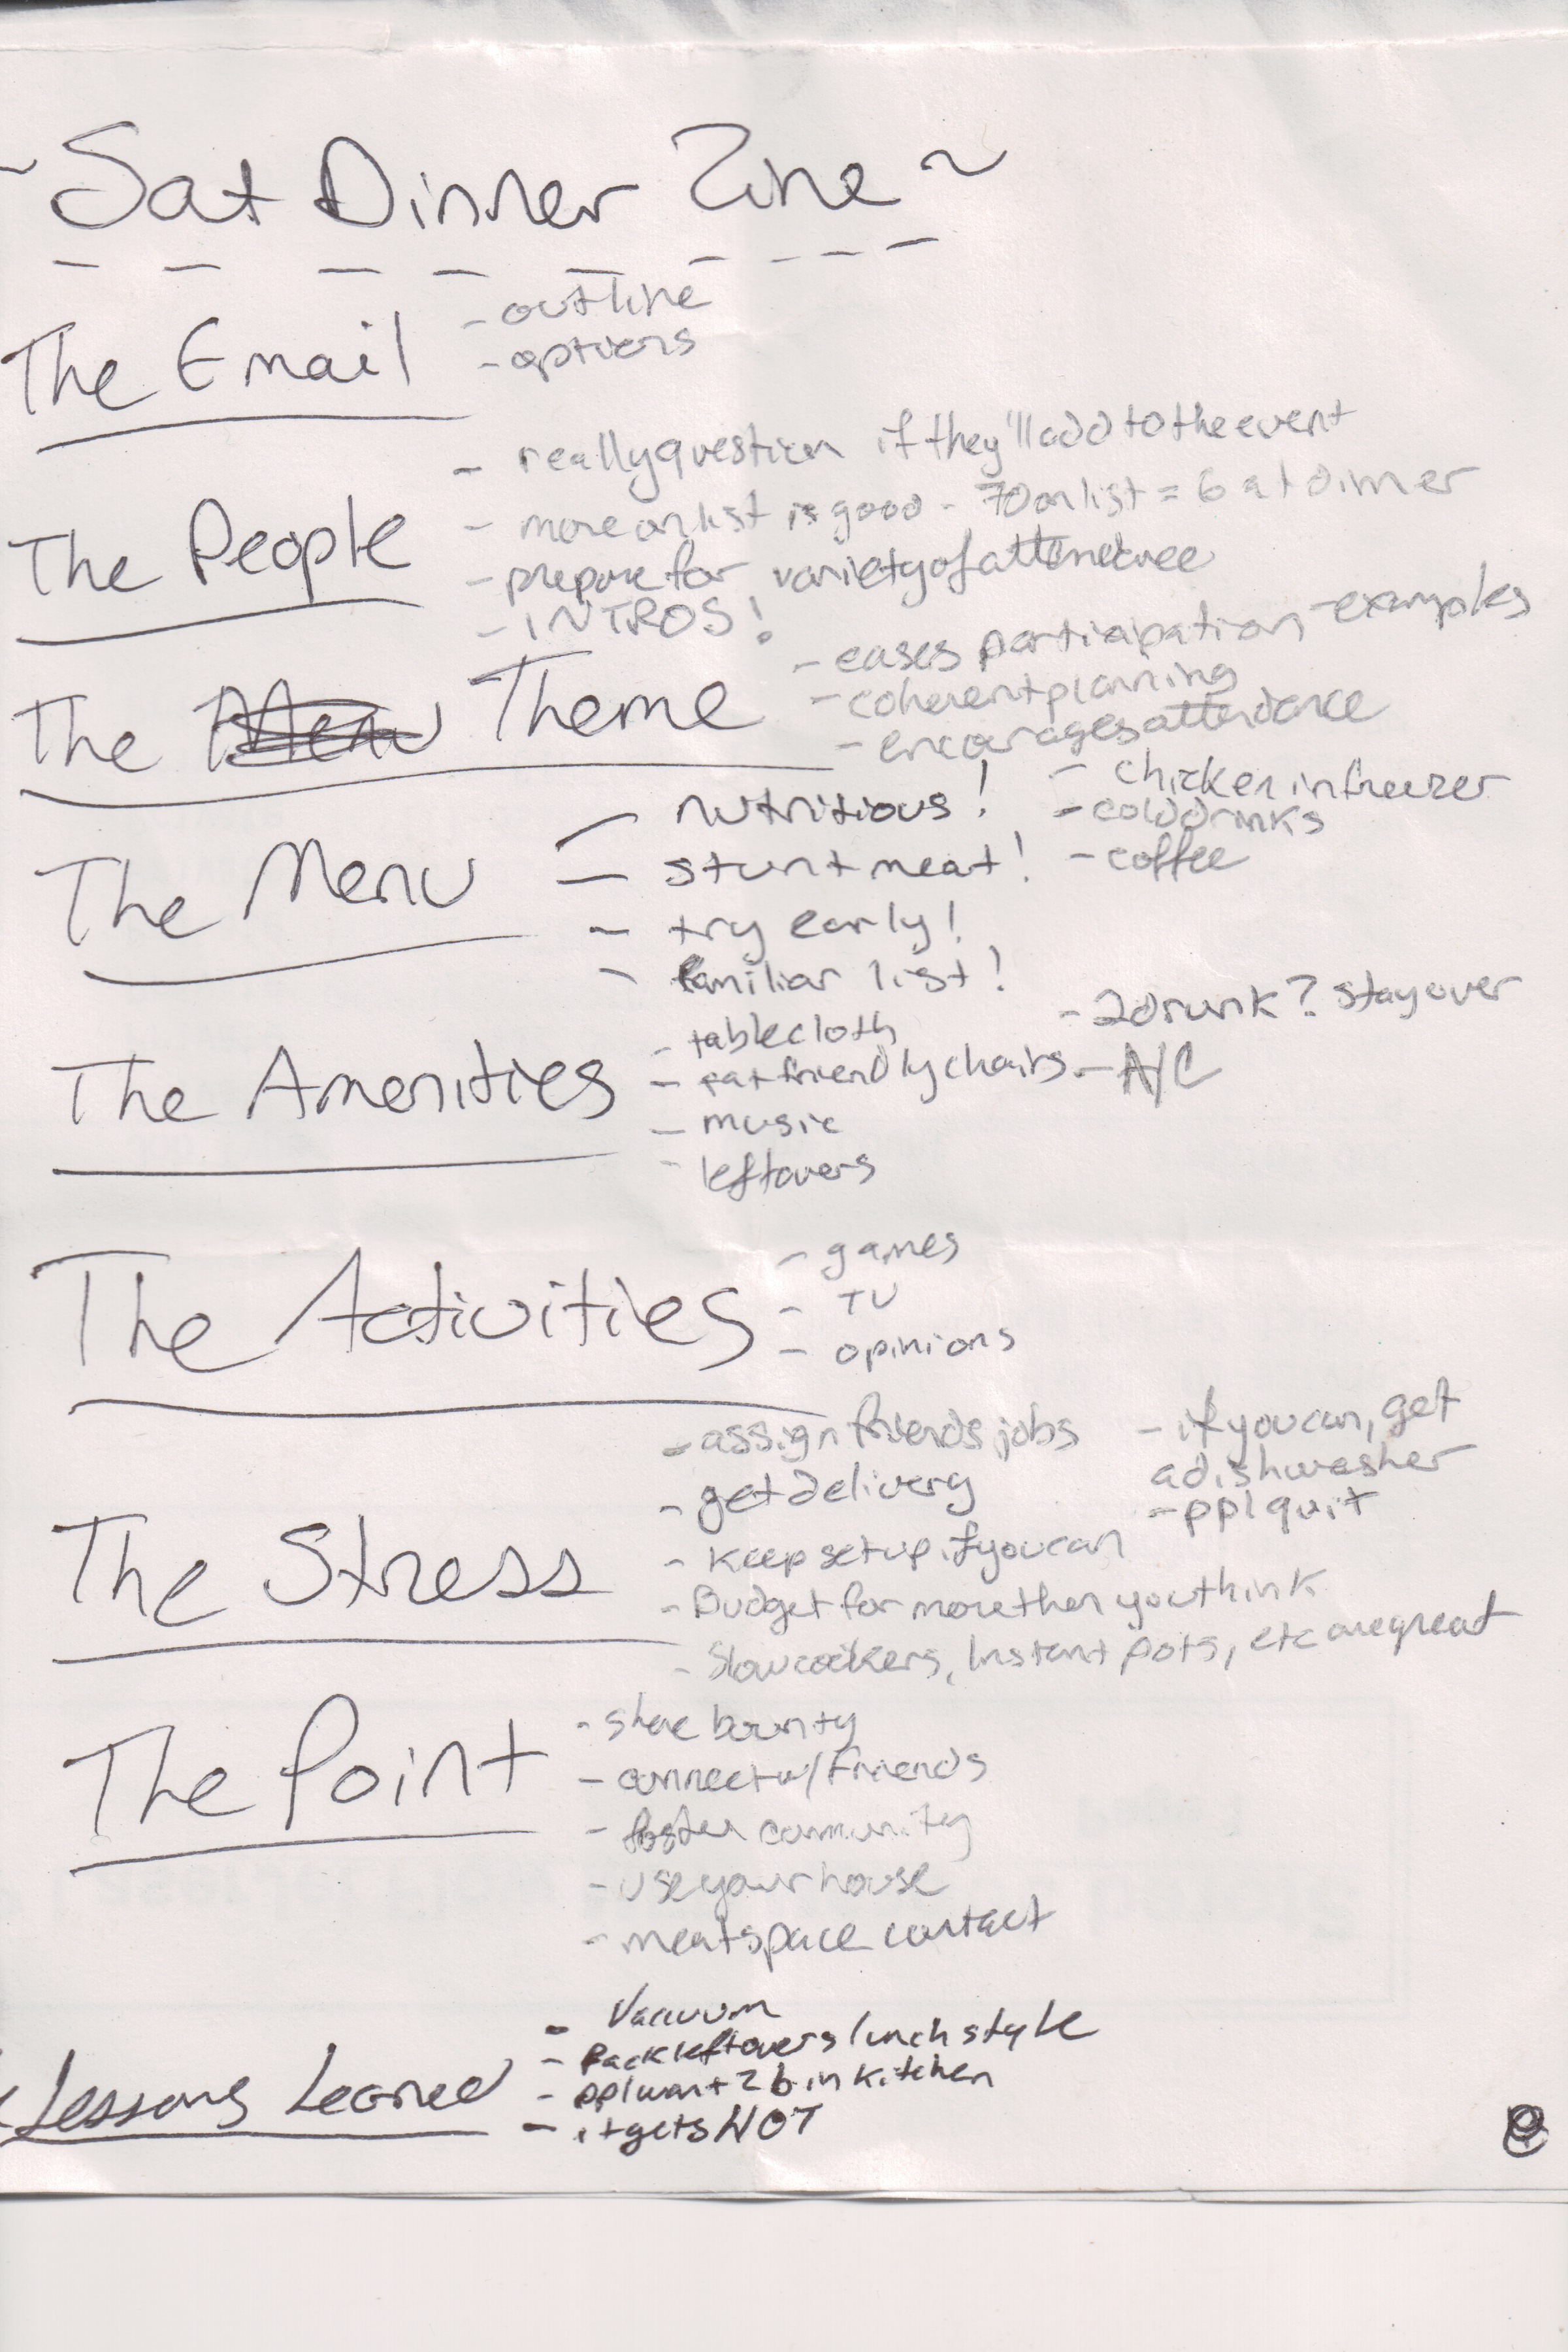 ~ Sat Dinner Zine ~
The Email
- outline
- options
The People
- really question if they'll add to the event
- more on list is good - 70 on list = 6 at dinner
- prepare for variety of attendee
- INTROS!
The Menu Theme
- eases participation - examples
- coherent planning
- encourages attendance
The Menu
- nutritious!
- stunt meat!
- try early!
- familiar list!
- chicken in freezer
- cold drinks
- coffee
The Amenities
- tablecloth
- fat friendly chairs
- music
- leftovers
- 2 drunk? stay over
- A/C
The Activities
- games
- TV
- opinions
The Stress
- assign friends jobs
- get delivery
- keep setup if you can
- Budget for more then you think
- Slow cookers, Instant pots, etc are great
- if you can, get
a dishwasher
- ppl quit
The Point
- share bounty
- connect w/ friends
- foster community
- use your house
- meatspace contact
Lessons Learned
- Vacuum
- Pack leftovers lunch style
- ppl want 2 b in kitchen
- it gets HOT